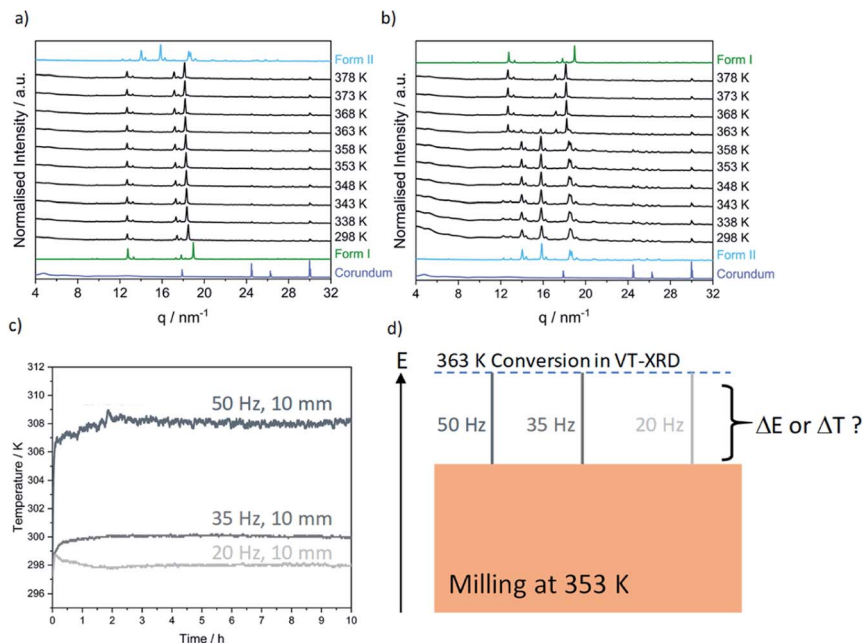 a)
Normalised Intensity / a.u.
Form II
378 K
373 K
368 K
363 K
358 K
353 K
348 K
343 K
338 K
298 K
Form I
Corundum
4 8 12 16 20 24 28 32
q / nm⁻¹
b)
Normalised Intensity / a.u.
Form I
378 K
373 K
368 K
363 K
358 K
353 K
348 K
343 K
338 K
298 K
Form II
Corundum
4 8 12 16 20 24 28 32
q / nm⁻¹
c)
Temperature / K
312
310
308
306
304
302
300
298
296
50 Hz, 10 mm
35 Hz, 10 mm
20 Hz, 10 mm
0 1 2 3 4 5 6 7 8 9 10
Time / h
d)
E
363 K Conversion in VT-XRD
50 Hz 35 Hz 20 Hz
ΔE or ΔT ?
Milling at 353 K